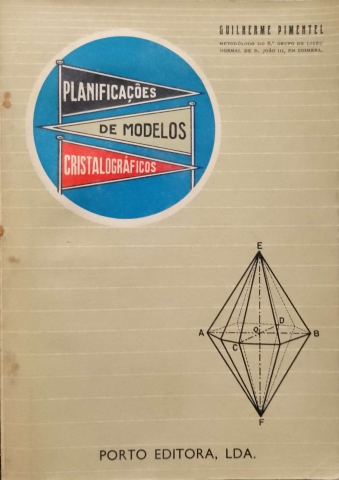 GUILHERME PIMENTEL
METODÓLOGO DO 6.º GRUPO DO LICEU
NORMAL DE D. JOÃO III, EM COIMBRA.
PLANIFICAÇÕES
DE MODELOS
CRISTALOGRÁFICOS
E
D
A
O
B
C
F
PORTO EDITORA, LDA.